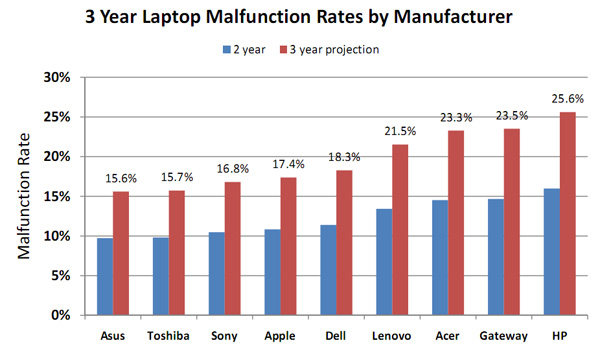 3 Year Laptop Malfunction Rates by Manufacturer
2 year 3 year projection
Malfunction Rate
30%
25%
20%
15%
10%
5%
0%
15.6% 15.7% 16.8% 17.4% 18.3% 21.5% 23.3% 23.5% 25.6%
Asus Toshiba Sony Apple Dell Lenovo Acer Gateway HP